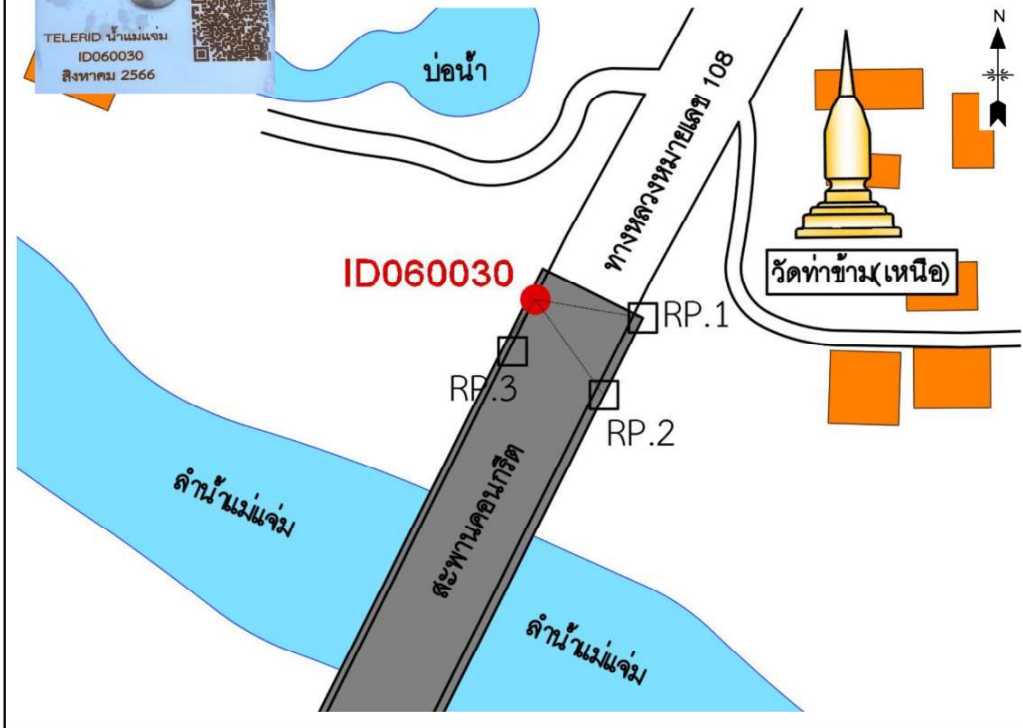 TELERID น้ำแม่แจ่ม
ID060030
สิงหาคม 2566
บ่อน้ำ
ทางหลวงหมายเลข 108
N
วัดท่าข้าม(เหนือ)
ID060030
RP.1
RP.3
RP.2
สะพานคอนกรีต
ลำน้ำแม่แจ่ม
ลำน้ำแม่แจ่ม